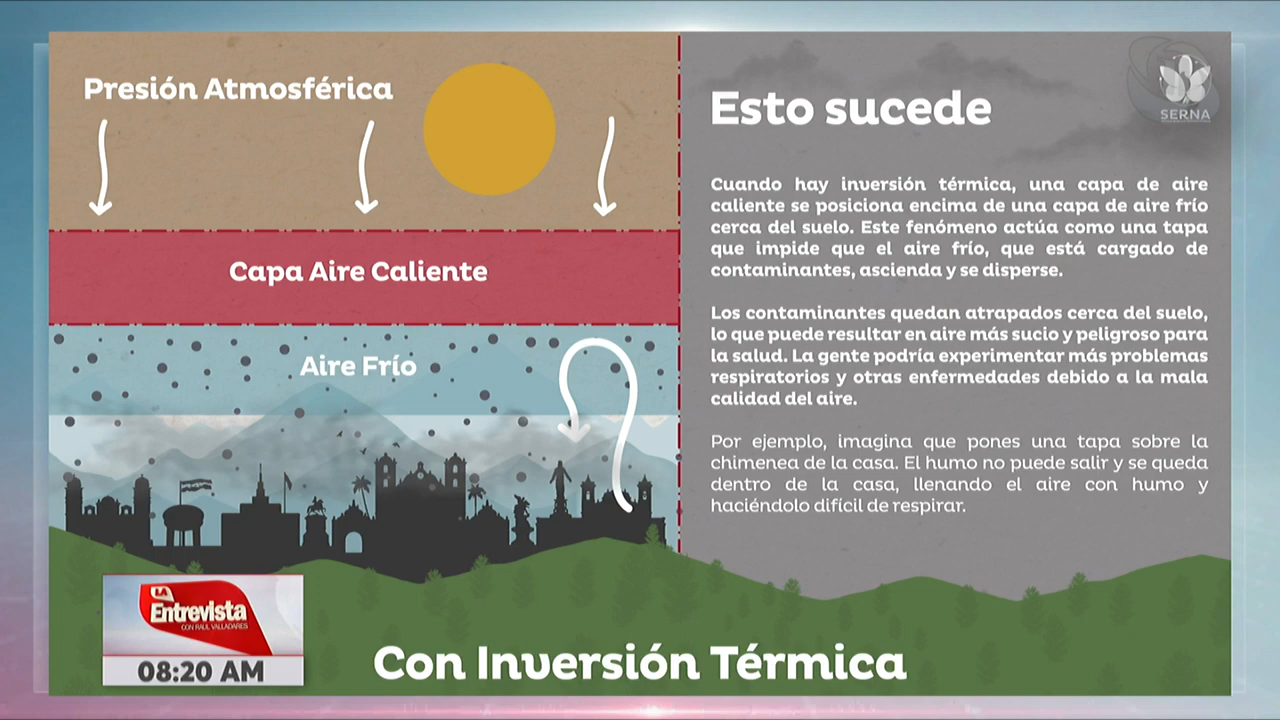 Presión Atmosférica
Capa Aire Caliente
Aire Frío
Esto sucede
SERNA
Cuando hay inversión térmica, una capa de aire
caliente se posiciona encima de una capa de aire frío
cerca del suelo. Este fenómeno actúa como una tapa
que impide que el aire frío, que está cargado de
contaminantes, ascienda y se disperse.
Los contaminantes quedan atrapados cerca del suelo,
lo que puede resultar en aire más sucio y peligroso para
la salud. La gente podría experimentar más problemas
respiratorios y otras enfermedades debido a la mala
calidad del aire.
Por ejemplo, imagina que pones una tapa sobre la
chimenea de la casa. El humo no puede salir y se queda
dentro de la casa, llenando el aire con humo y
haciéndolo difícil de respirar.
LA
Entrevista
CON RAUL VALLADARES
08:20 AM
Con Inversión Térmica